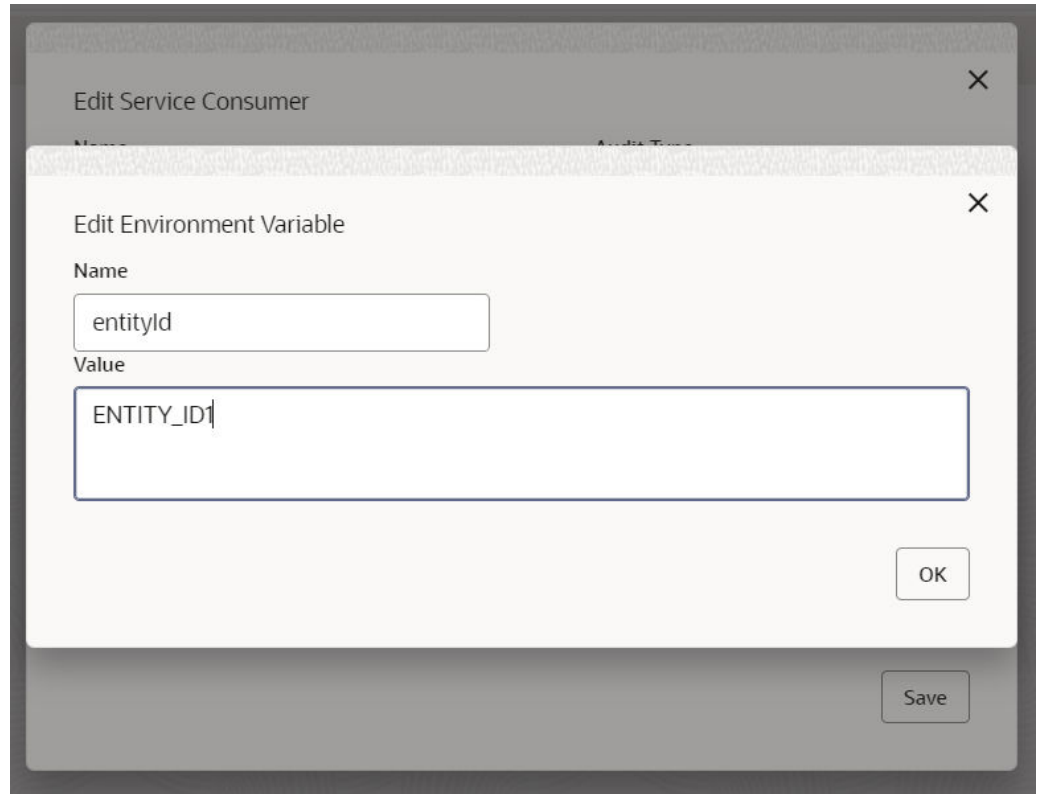 Edit Service Consumer
Edit Environment Variable
Name
entityId
Value
ENTITY_ID1
OK
Save